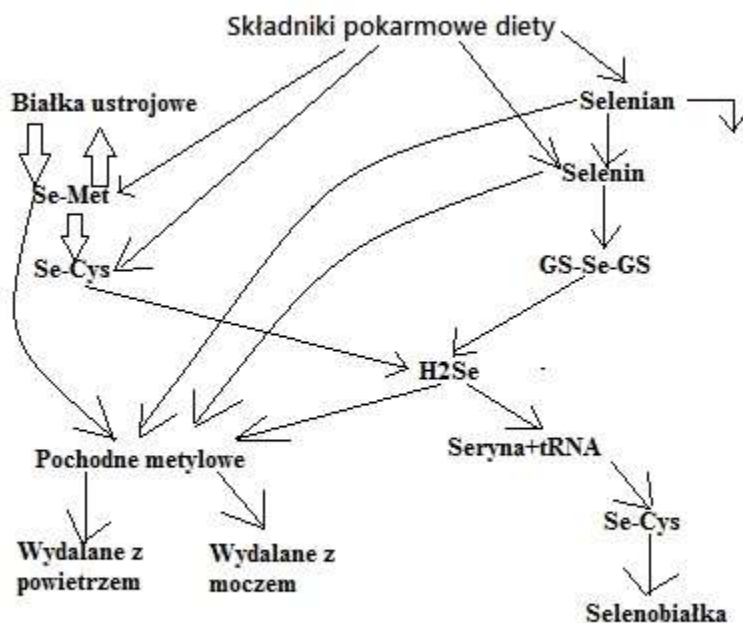 Składniki pokarmowe diety
Białka ustrojowe
Selenian
Se-Met
Selenin
Se-Cys
GS-Se-GS
H2Se
Pochodne metylowe
Seryna+tRNA
Se-Cys
Wydalane z
powietrzem
Wydalane z
moczem
Selenobiałka